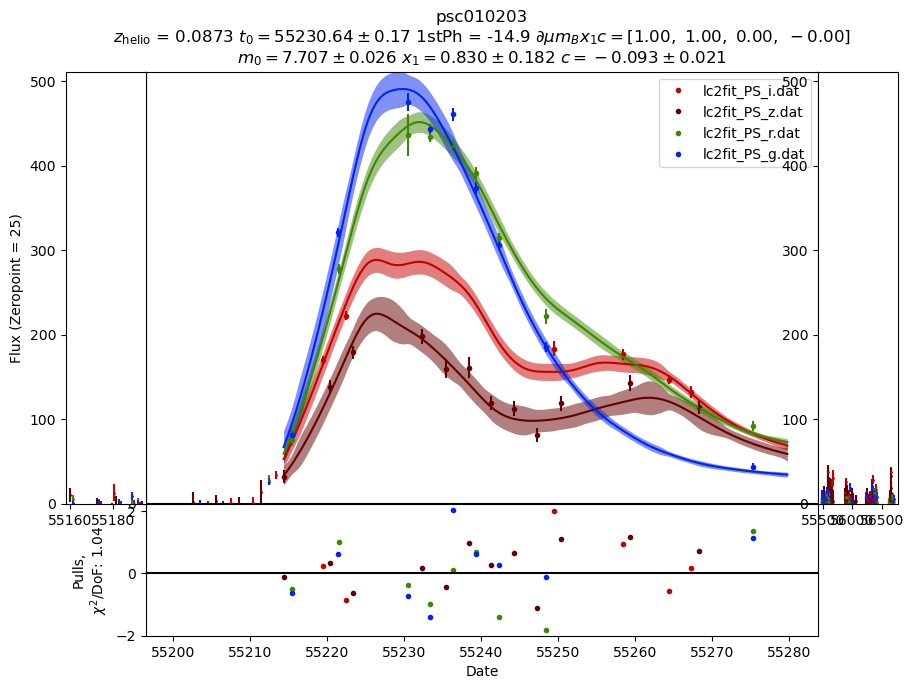 psc010203
z_helio = 0.0873 t_0 = 55230.64 ± 0.17 1stPh = -14.9 ∂μm_Bx_1c = [1.00, 1.00, 0.00, −0.00]
m_0 = 7.707 ± 0.026 x_1 = 0.830 ± 0.182 c = −0.093 ± 0.021
lc2fit_PS_i.dat
lc2fit_PS_z.dat
lc2fit_PS_r.dat
lc2fit_PS_g.dat
Flux (Zeropoint = 25)
500
400
300
200
100
0
500
400
300
200
100
0
55160
55180
55500
56000
56500
Pulls,
χ²/DoF: 1.04
2
0
−2
55200 55210 55220 55230 55240 55250 55260 55270 55280
Date